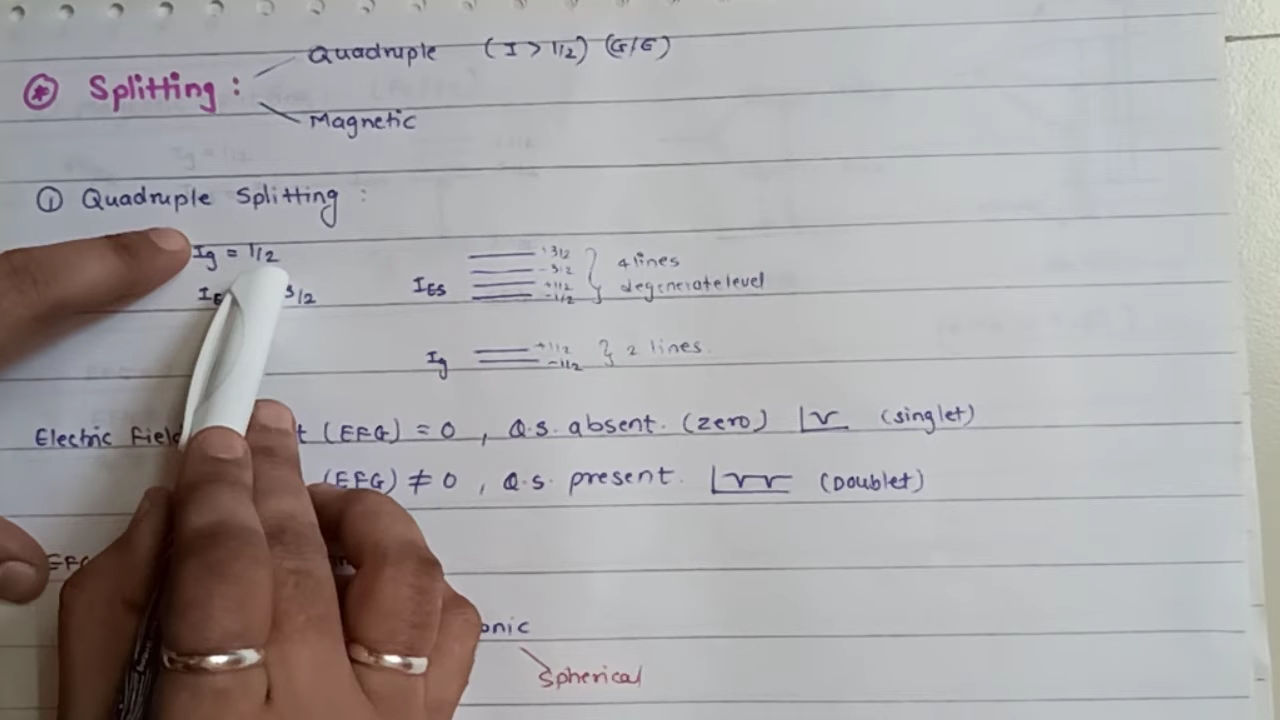 Quadruple (I > 1/2) (G/E)
* Splitting :
Magnetic
① Quadruple Splitting :
Ig = 1/2
3/2
IES
+3/2
-3/2
+1/2
-1/2
4 lines
degenerate level
Ig
+1/2
-1/2
2 lines.
Electric Field t (EFG) = 0 , Q.S. absent. (zero) (singlet)
(EFG) ≠ 0 , Q.S. present. (Doublet)
EFG
onic
Spherical